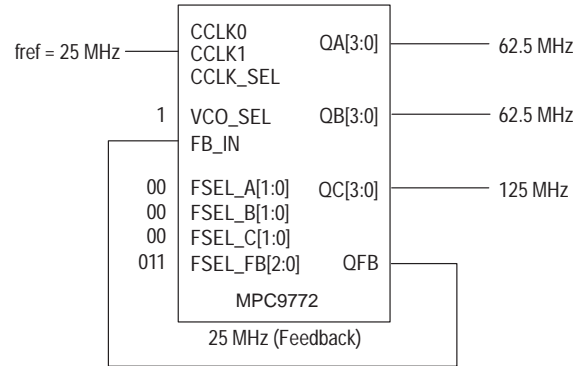 CCLK0
fref = 25 MHz CCLK1
CCLK_SEL
QA[3:0] 62.5 MHz
1 VCO_SEL
QB[3:0] 62.5 MHz
FB_IN
00 FSEL_A[1:0]
QC[3:0] 125 MHz
00 FSEL_B[1:0]
00 FSEL_C[1:0]
011 FSEL_FB[2:0]
QFB
MPC9772
25 MHz (Feedback)